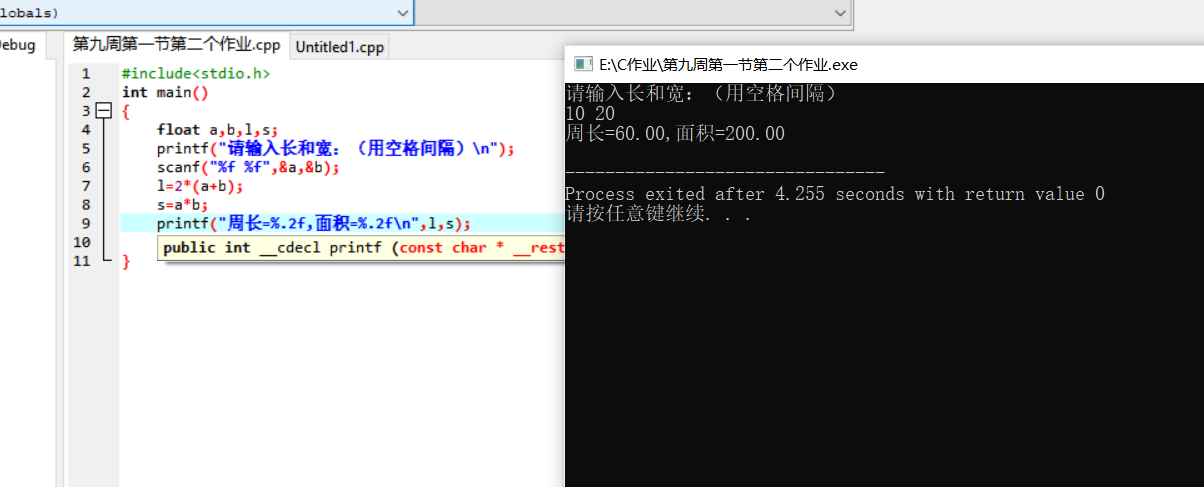 lobals)
ebug
第九周第一节第二个作业.cpp Untitled1.cpp
1 #include<stdio.h>
2 int main()
3 {
4 float a,b,l,s;
5 printf("请输入长和宽：（用空格间隔）\n");
6 scanf("%f %f",&a,&b);
7 l=2*(a+b);
8 s=a*b;
9 printf("周长=%.2f,面积=%.2f\n",l,s);
10
public int __cdecl printf (const char * __rest
11 }
E:\C作业\第九周第一节第二个作业.exe
请输入长和宽：（用空格间隔）
10 20
周长=60.00,面积=200.00
--------------------------------
Process exited after 4.255 seconds with return value 0
请按任意键继续. . .